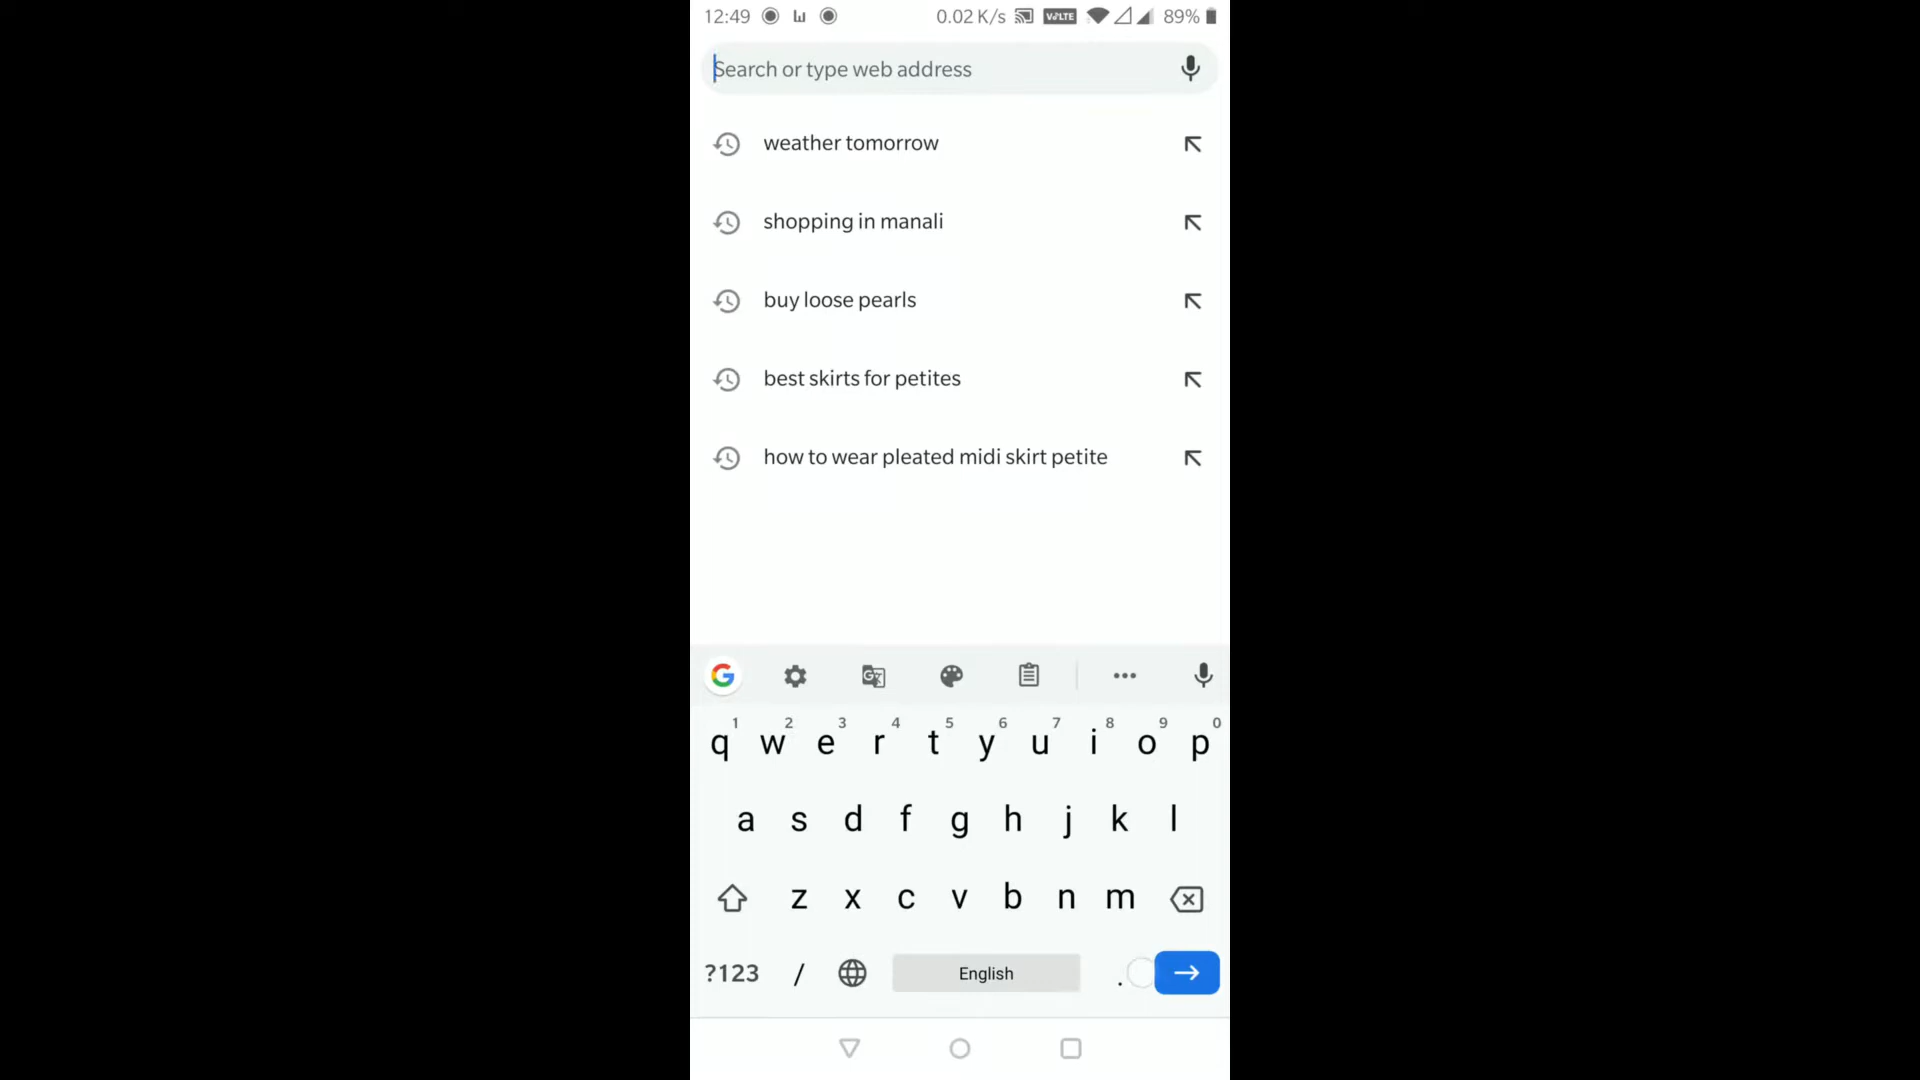 12:49 0.02 K/s VoLTE 89%
Search or type web address
weather tomorrow
shopping in manali
buy loose pearls
best skirts for petites
how to wear pleated midi skirt petite
G
1 2 3 4 5 6 7 8 9 0
q w e r t y u i o p
a s d f g h j k l
z x c v b n m
?123 / English .